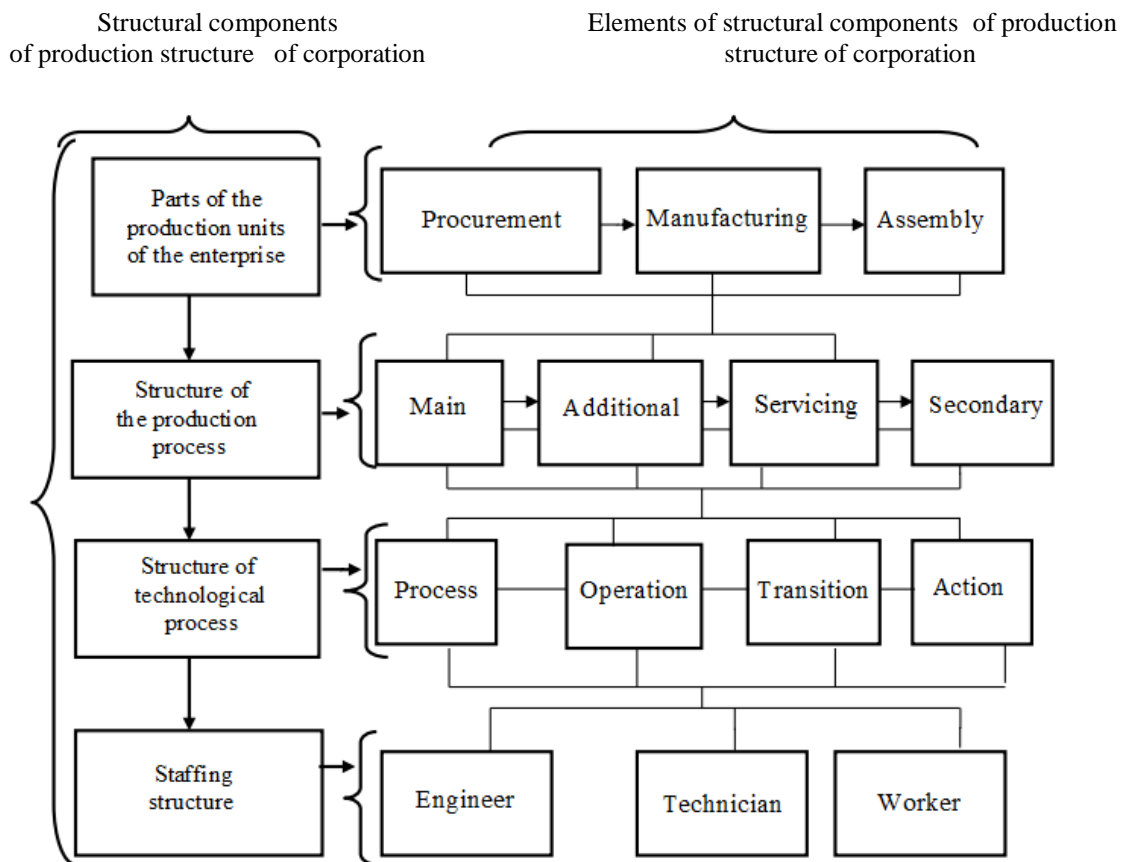 Structural components
of production structure of corporation
Elements of structural components of production
structure of corporation
Parts of the
production units
of the enterprise
Procurement
Manufacturing
Assembly
Structure of
the production
process
Main
Additional
Servicing
Secondary
Structure of
technological
process
Process
Operation
Transition
Action
Staffing
structure
Engineer
Technician
Worker